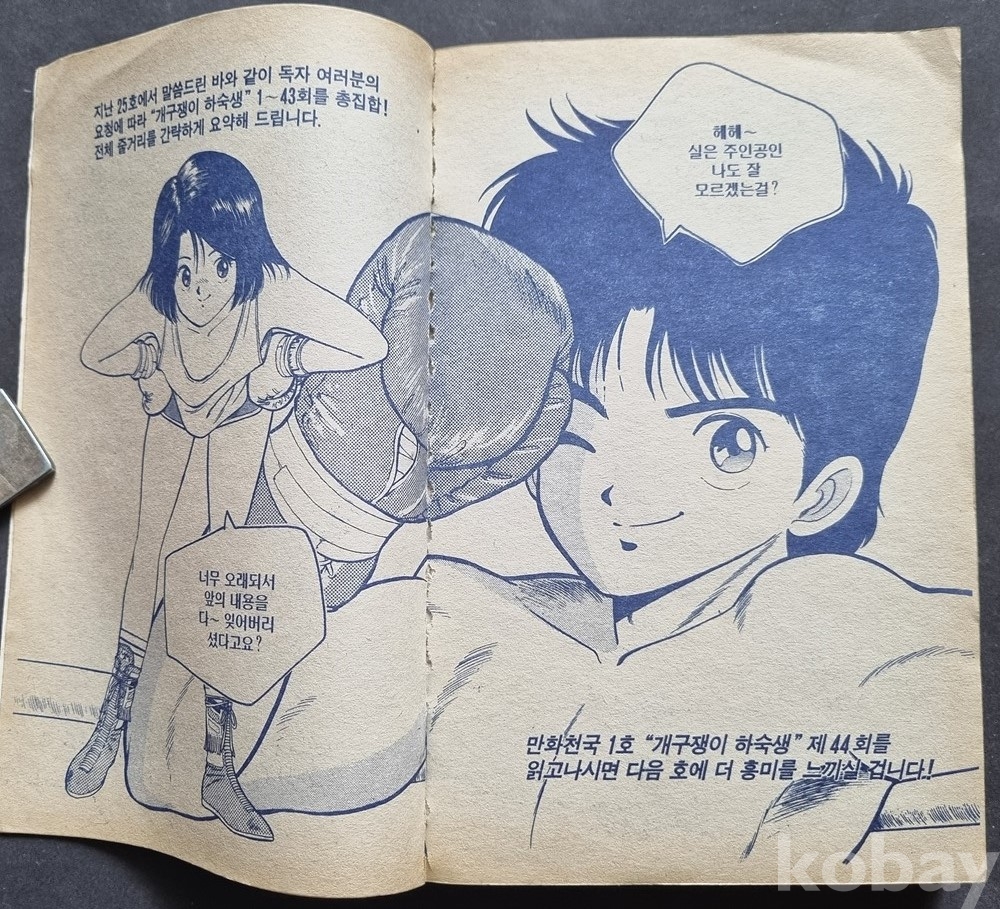 지난 25호에서 말씀드린 바와 같이 독자 여러분의
요청에 따라 “개구쟁이 하숙생” 1~43회를 총집합!
전체 줄거리를 간략하게 요약해 드립니다.
너무 오래되서
앞의 내용을
다~ 잊어버리
셨다고요?
헤헤~
실은 주인공인
나도 잘
모르겠는걸?
만화천국 1호 “개구쟁이 하숙생” 제 44회를
읽고나시면 다음 호에 더 흥미를 느끼실 겁니다!
kobay